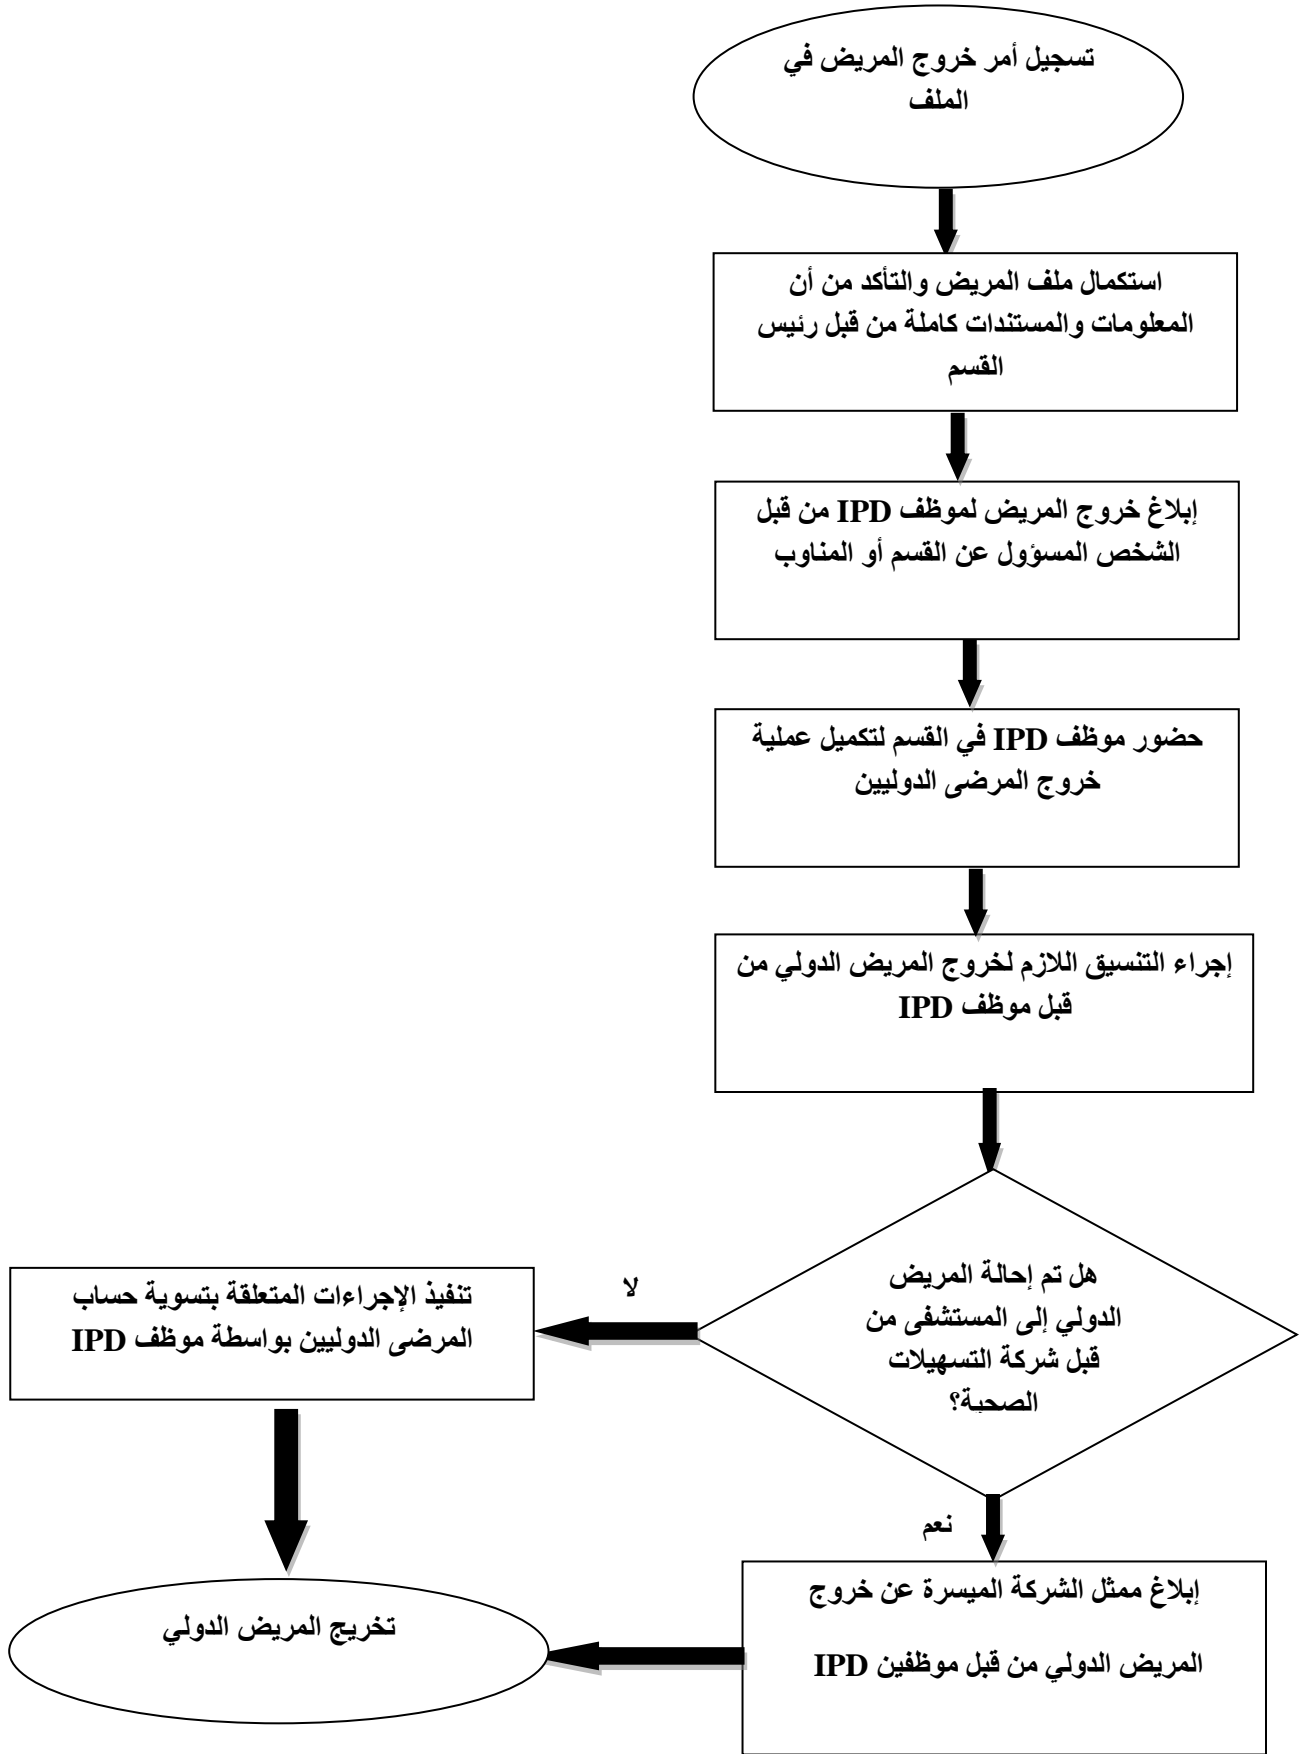 تسجيل أمر خروج المريض في
الملف
استكمال ملف المريض والتأكد من أن
المعلومات والمستندات كاملة من قبل رئيس
القسم
إبلاغ خروج المريض لموظف IPD من قبل
الشخص المسؤول عن القسم أو المناوب
حضور موظف IPD في القسم لتكميل عملية
خروج المرضى الدوليين
إجراء التنسيق اللازم لخروج المريض الدولي من
قبل موظف IPD
هل تم إحالة المريض
الدولي إلى المستشفى من
قبل شركة التسهيلات
الصحية؟
لا
تنفيذ الإجراءات المتعلقة بتسوية حساب
المرضى الدوليين بواسطة موظف IPD
نعم
إبلاغ ممثل الشركة الميسرة عن خروج
المريض الدولي من قبل موظفين IPD
تخريج المريض الدولي